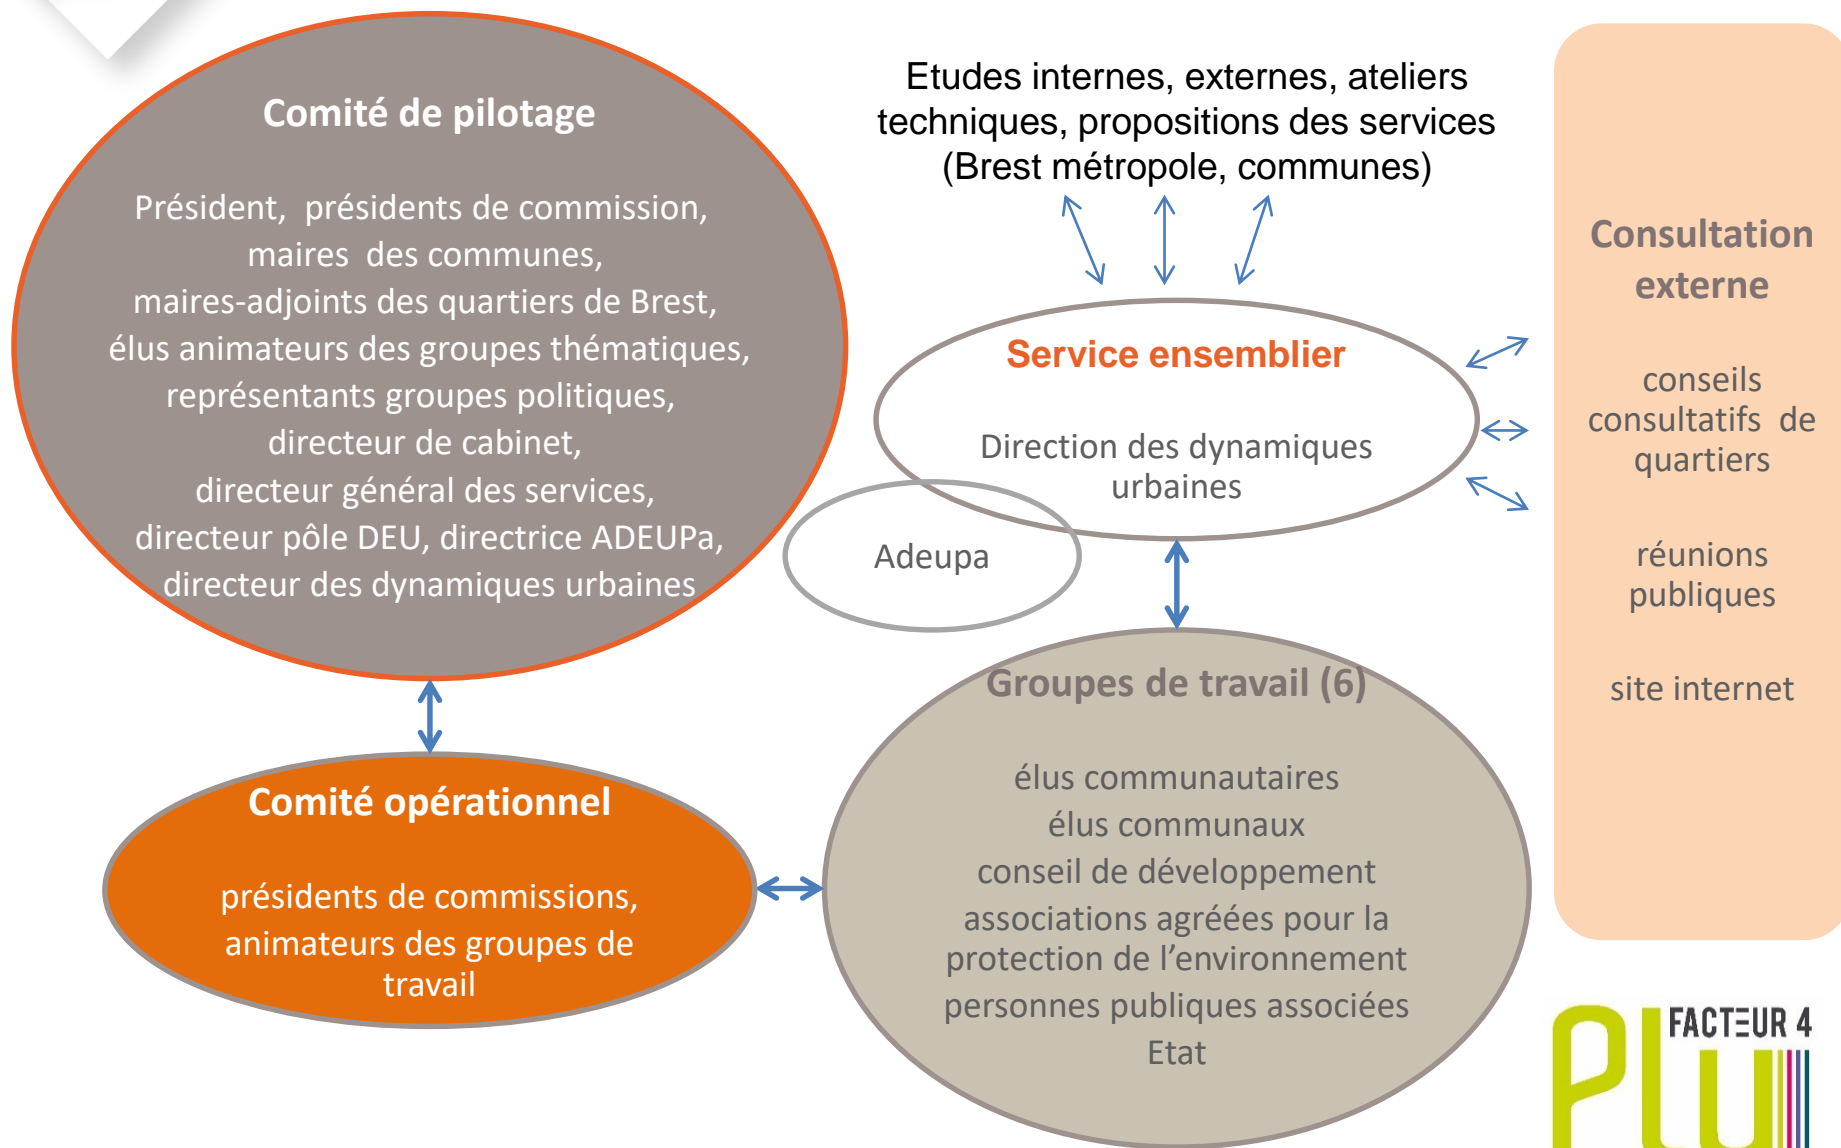 Comité de pilotage
Président, présidents de commission,
maires des communes,
maires-adjoints des quartiers de Brest,
élus animateurs des groupes thématiques,
représentants groupes politiques,
directeur de cabinet,
directeur général des services,
directeur pôle DEU, directrice ADEUPa,
directeur des dynamiques urbaines
Etudes internes, externes, ateliers
techniques, propositions des services
(Brest métropole, communes)
Service ensemblier
Direction des dynamiques
urbaines
Adeupa
Comité opérationnel
présidents de commissions,
animateurs des groupes de
travail
Groupes de travail (6)
élus communautaires
élus communaux
conseil de développement
associations agréées pour la
protection de l’environnement
personnes publiques associées
Etat
Consultation
externe
conseils
consultatifs de
quartiers
réunions
publiques
site internet
FACTEUR 4
PLU